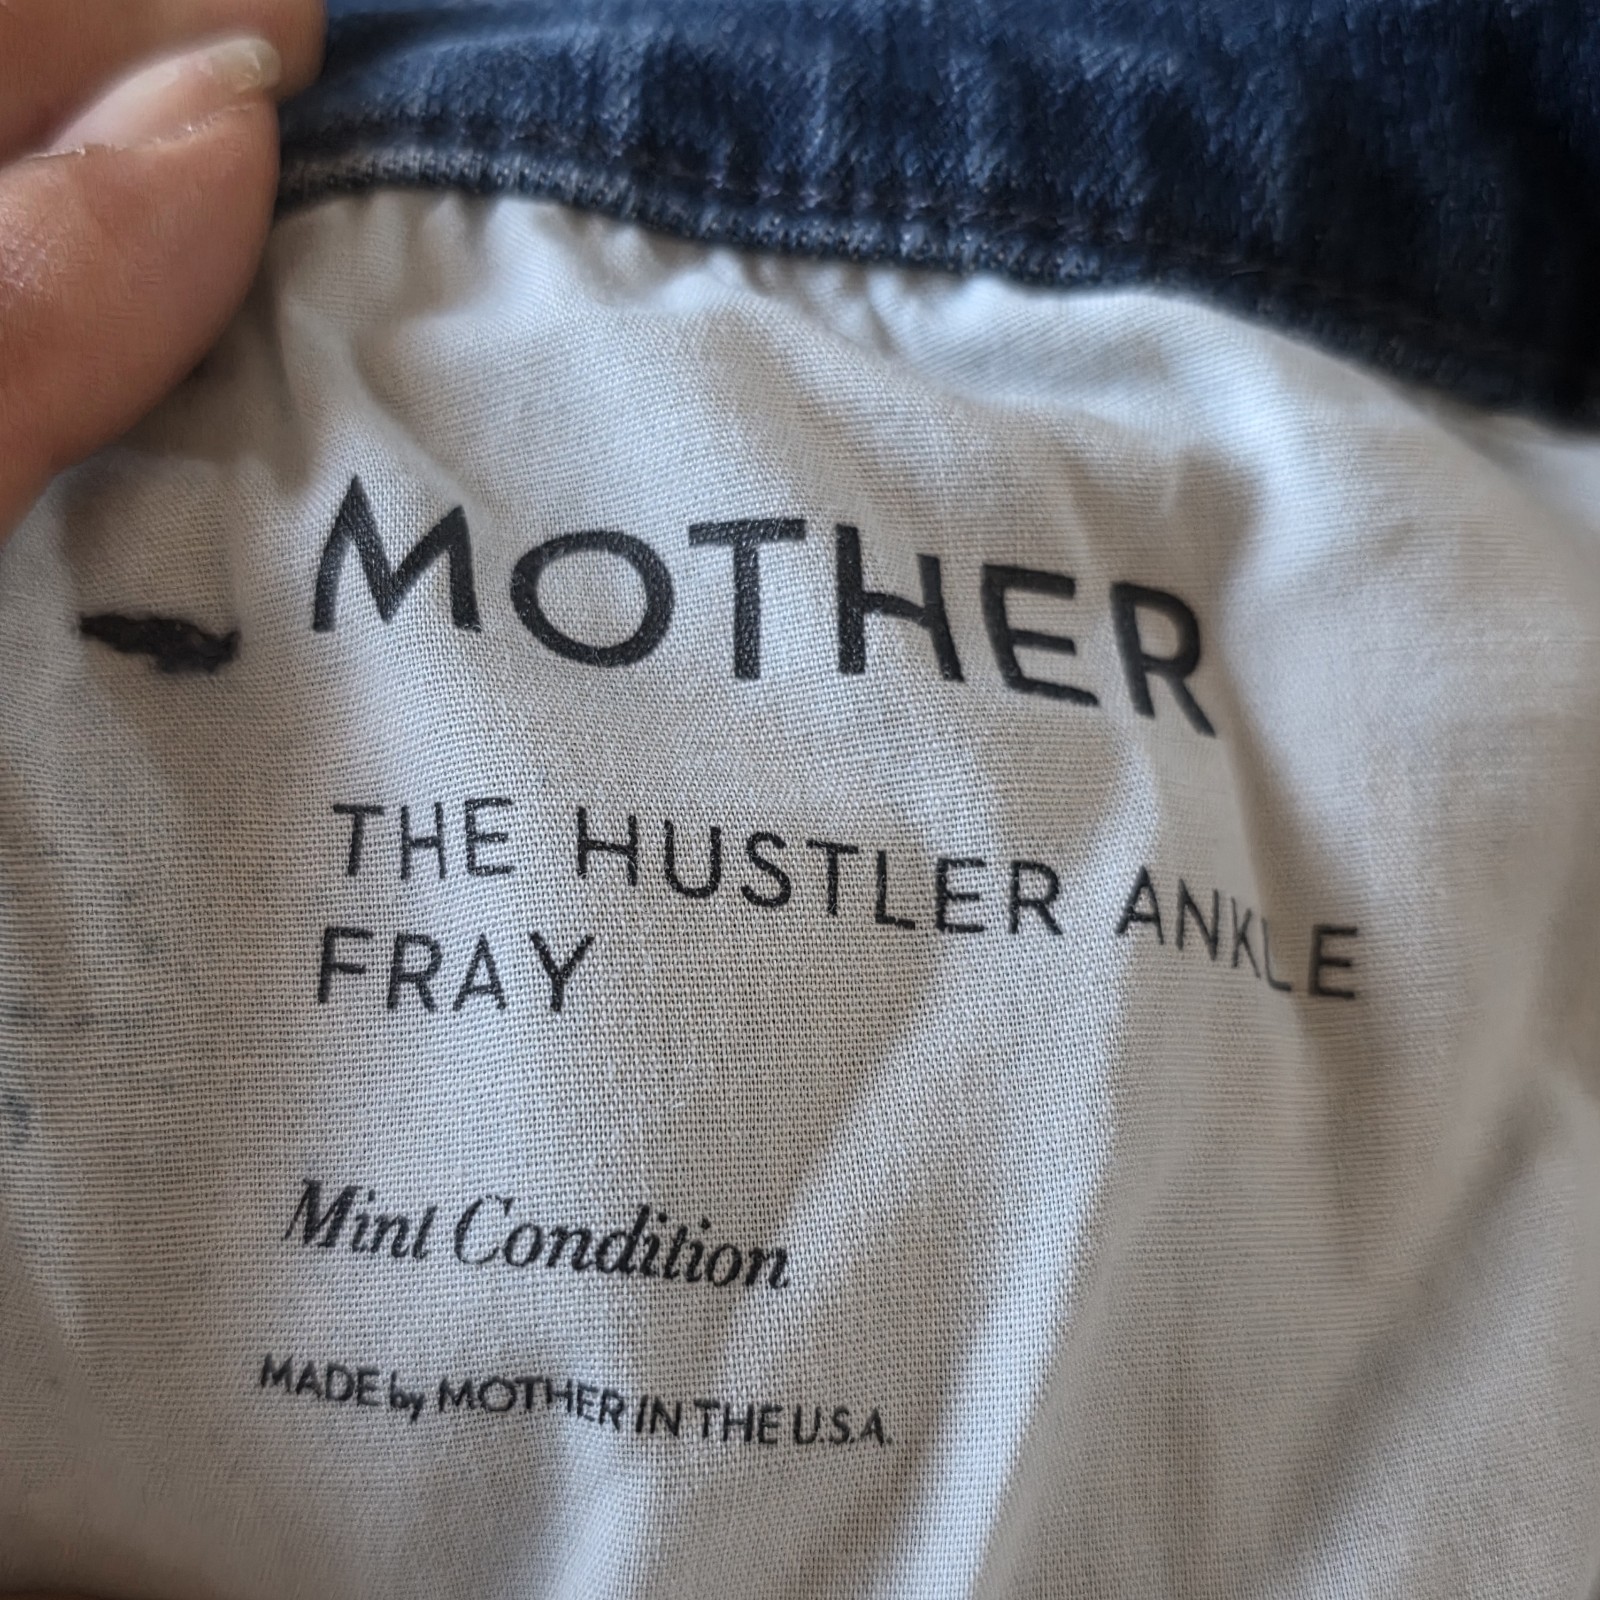 MOTHER
THE HUSTLER ANKLE
FRAY
Mint Condition
MADE by MOTHER IN THE U.S.A.